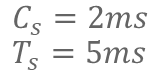 Cₛ = 2ms
Tₛ = 5ms